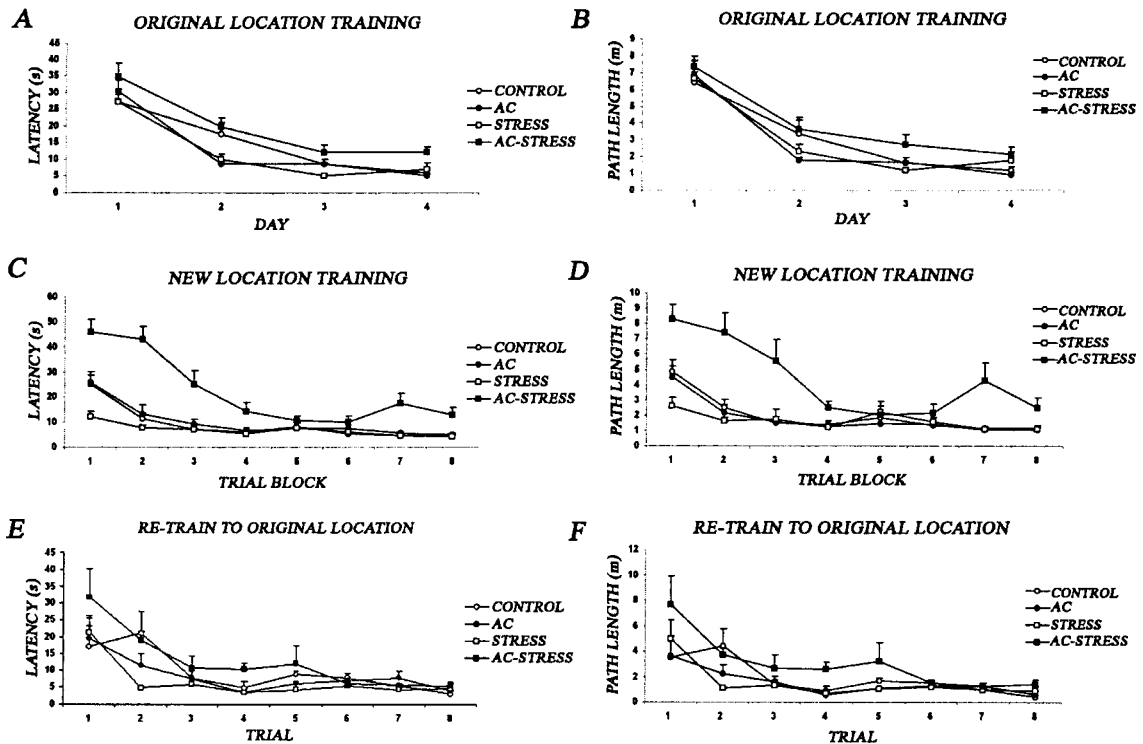 A ORIGINAL LOCATION TRAINING
LATENCY (s)
45
40
35
30
25
20
15
10
5
0
1 2 3 4
DAY
CONTROL
AC
STRESS
AC-STRESS
B ORIGINAL LOCATION TRAINING
PATH LENGTH (m)
9
8
7
6
5
4
3
2
1
0
1 2 3 4
DAY
CONTROL
AC
STRESS
AC-STRESS
C NEW LOCATION TRAINING
LATENCY (s)
60
50
40
30
20
10
0
1 2 3 4 5 6 7 8
TRIAL BLOCK
CONTROL
AC
STRESS
AC-STRESS
D NEW LOCATION TRAINING
PATH LENGTH (m)
10
9
8
7
6
5
4
3
2
1
0
1 2 3 4 5 6 7 8
TRIAL BLOCK
CONTROL
AC
STRESS
AC-STRESS
E RE-TRAIN TO ORIGINAL LOCATION
LATENCY (s)
45
40
35
30
25
20
15
10
5
0
1 2 3 4 5 6 7 8
TRIAL
CONTROL
AC
STRESS
AC-STRESS
F RE-TRAIN TO ORIGINAL LOCATION
PATH LENGTH (m)
12
10
8
6
4
2
0
1 2 3 4 5 6 7 8
TRIAL
CONTROL
AC
STRESS
AC-STRESS